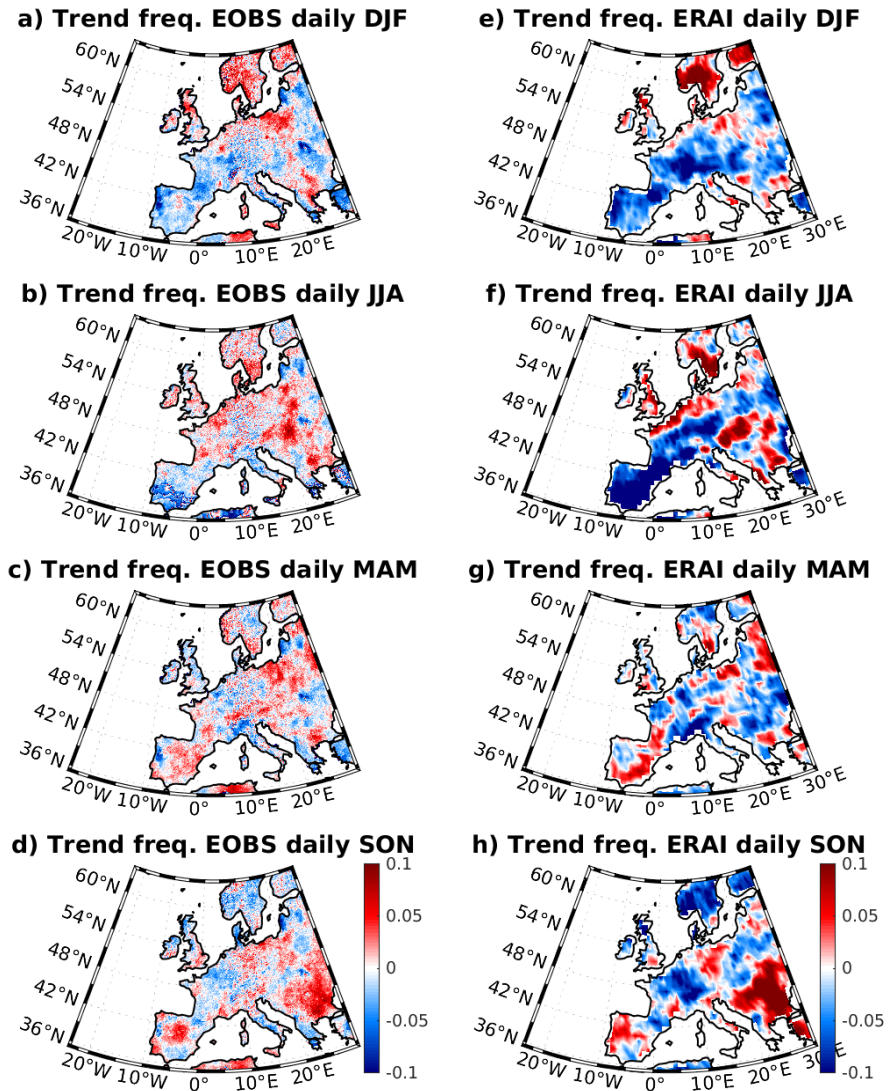 a) Trend freq. EOBS daily DJF
60°N
54°N
48°N
42°N
36°N
20°W
10°W
0°
10°E
20°E
e) Trend freq. ERAI daily DJF
60°N
54°N
48°N
42°N
36°N
20°W
10°W
0°
10°E
20°E
30°E
b) Trend freq. EOBS daily JJA
60°N
54°N
48°N
42°N
36°N
20°W
10°W
0°
10°E
20°E
f) Trend freq. ERAI daily JJA
60°N
54°N
48°N
42°N
36°N
20°W
10°W
0°
10°E
20°E
30°E
c) Trend freq. EOBS daily MAM
60°N
54°N
48°N
42°N
36°N
20°W
10°W
0°
10°E
20°E
g) Trend freq. ERAI daily MAM
60°N
54°N
48°N
42°N
36°N
20°W
10°W
0°
10°E
20°E
30°E
d) Trend freq. EOBS daily SON
60°N
54°N
48°N
42°N
36°N
20°W
10°W
0°
10°E
20°E
0.1
0.05
0
-0.05
-0.1
h) Trend freq. ERAI daily SON
60°N
54°N
48°N
42°N
36°N
20°W
10°W
0°
10°E
20°E
0.1
0.05
0
-0.05
-0.1